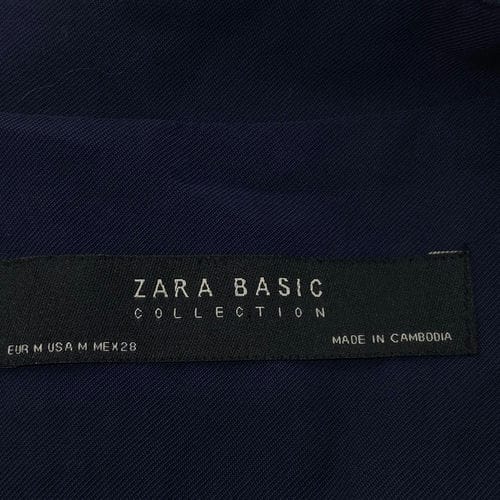 ZARA BASIC
COLLECTION
EUR M USA M MEX28
MADE IN CAMBODIA